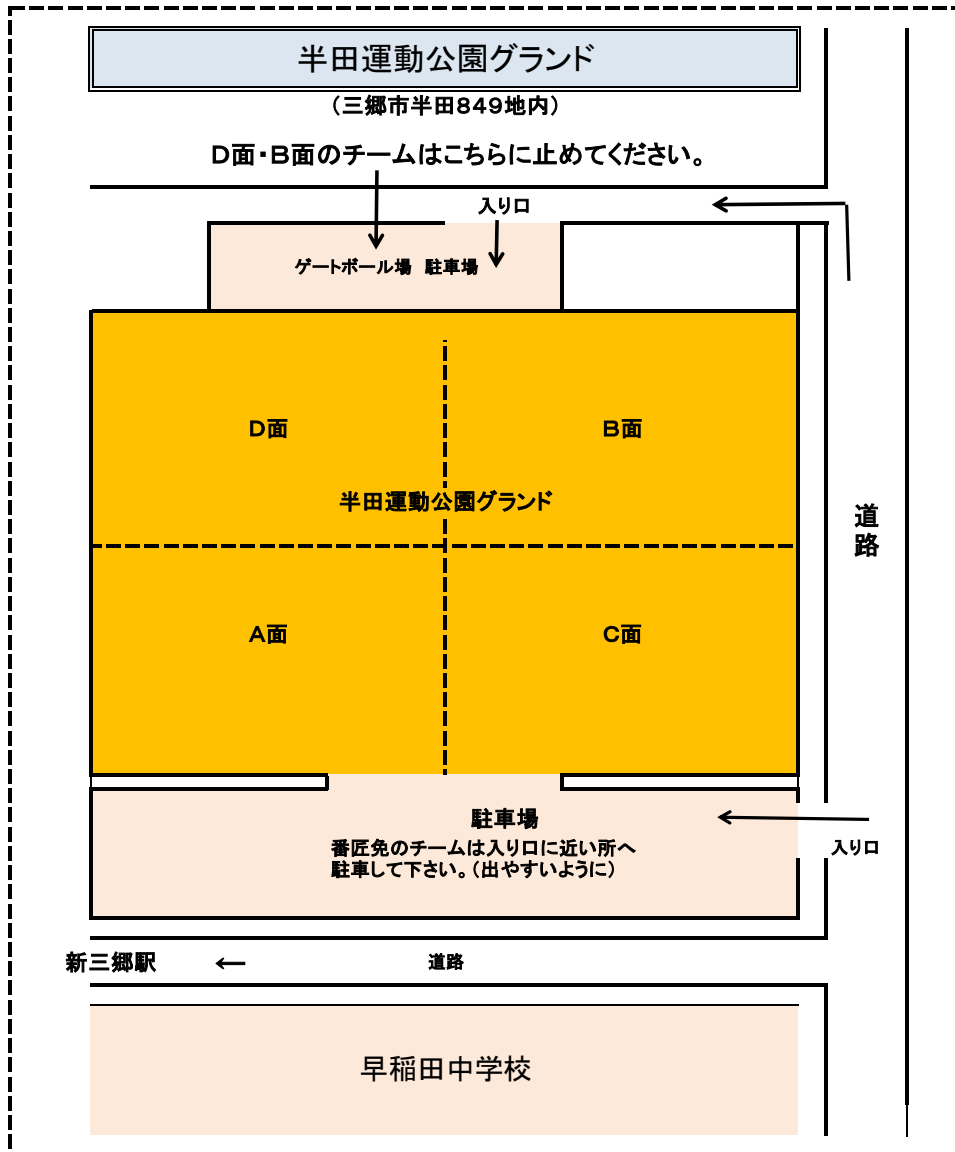 半田運動公園グランド
（三郷市半田８４９地内）
Ｄ面・Ｂ面のチームはこちらに止めてください。
入り口
ゲートボール場　駐車場
Ｄ面
Ｂ面
半田運動公園グランド
道路
Ａ面
Ｃ面
駐車場
番匠免のチームは入り口に近い所へ
駐車して下さい。（出やすいように）
入り口
新三郷駅
道路
早稲田中学校